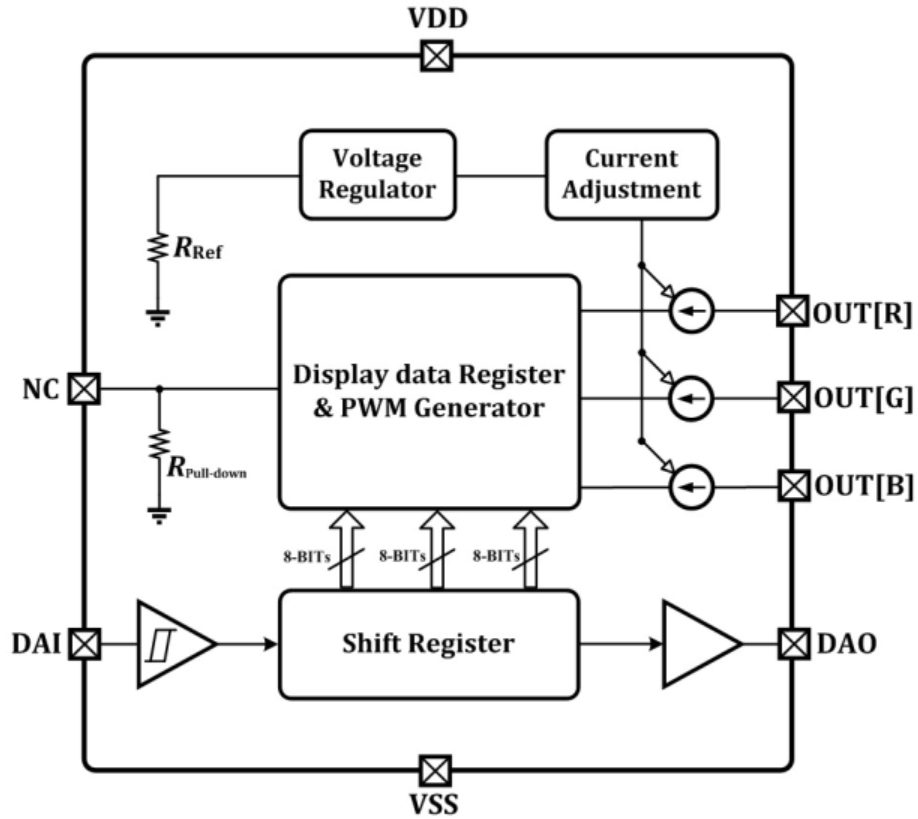 VDD
Voltage
Regulator
Current
Adjustment
RRef
OUT[R]
NC
Display data Register
& PWM Generator
OUT[G]
RPull-down
OUT[B]
8-BITs
8-BITs
8-BITs
DAI
Shift Register
DAO
VSS